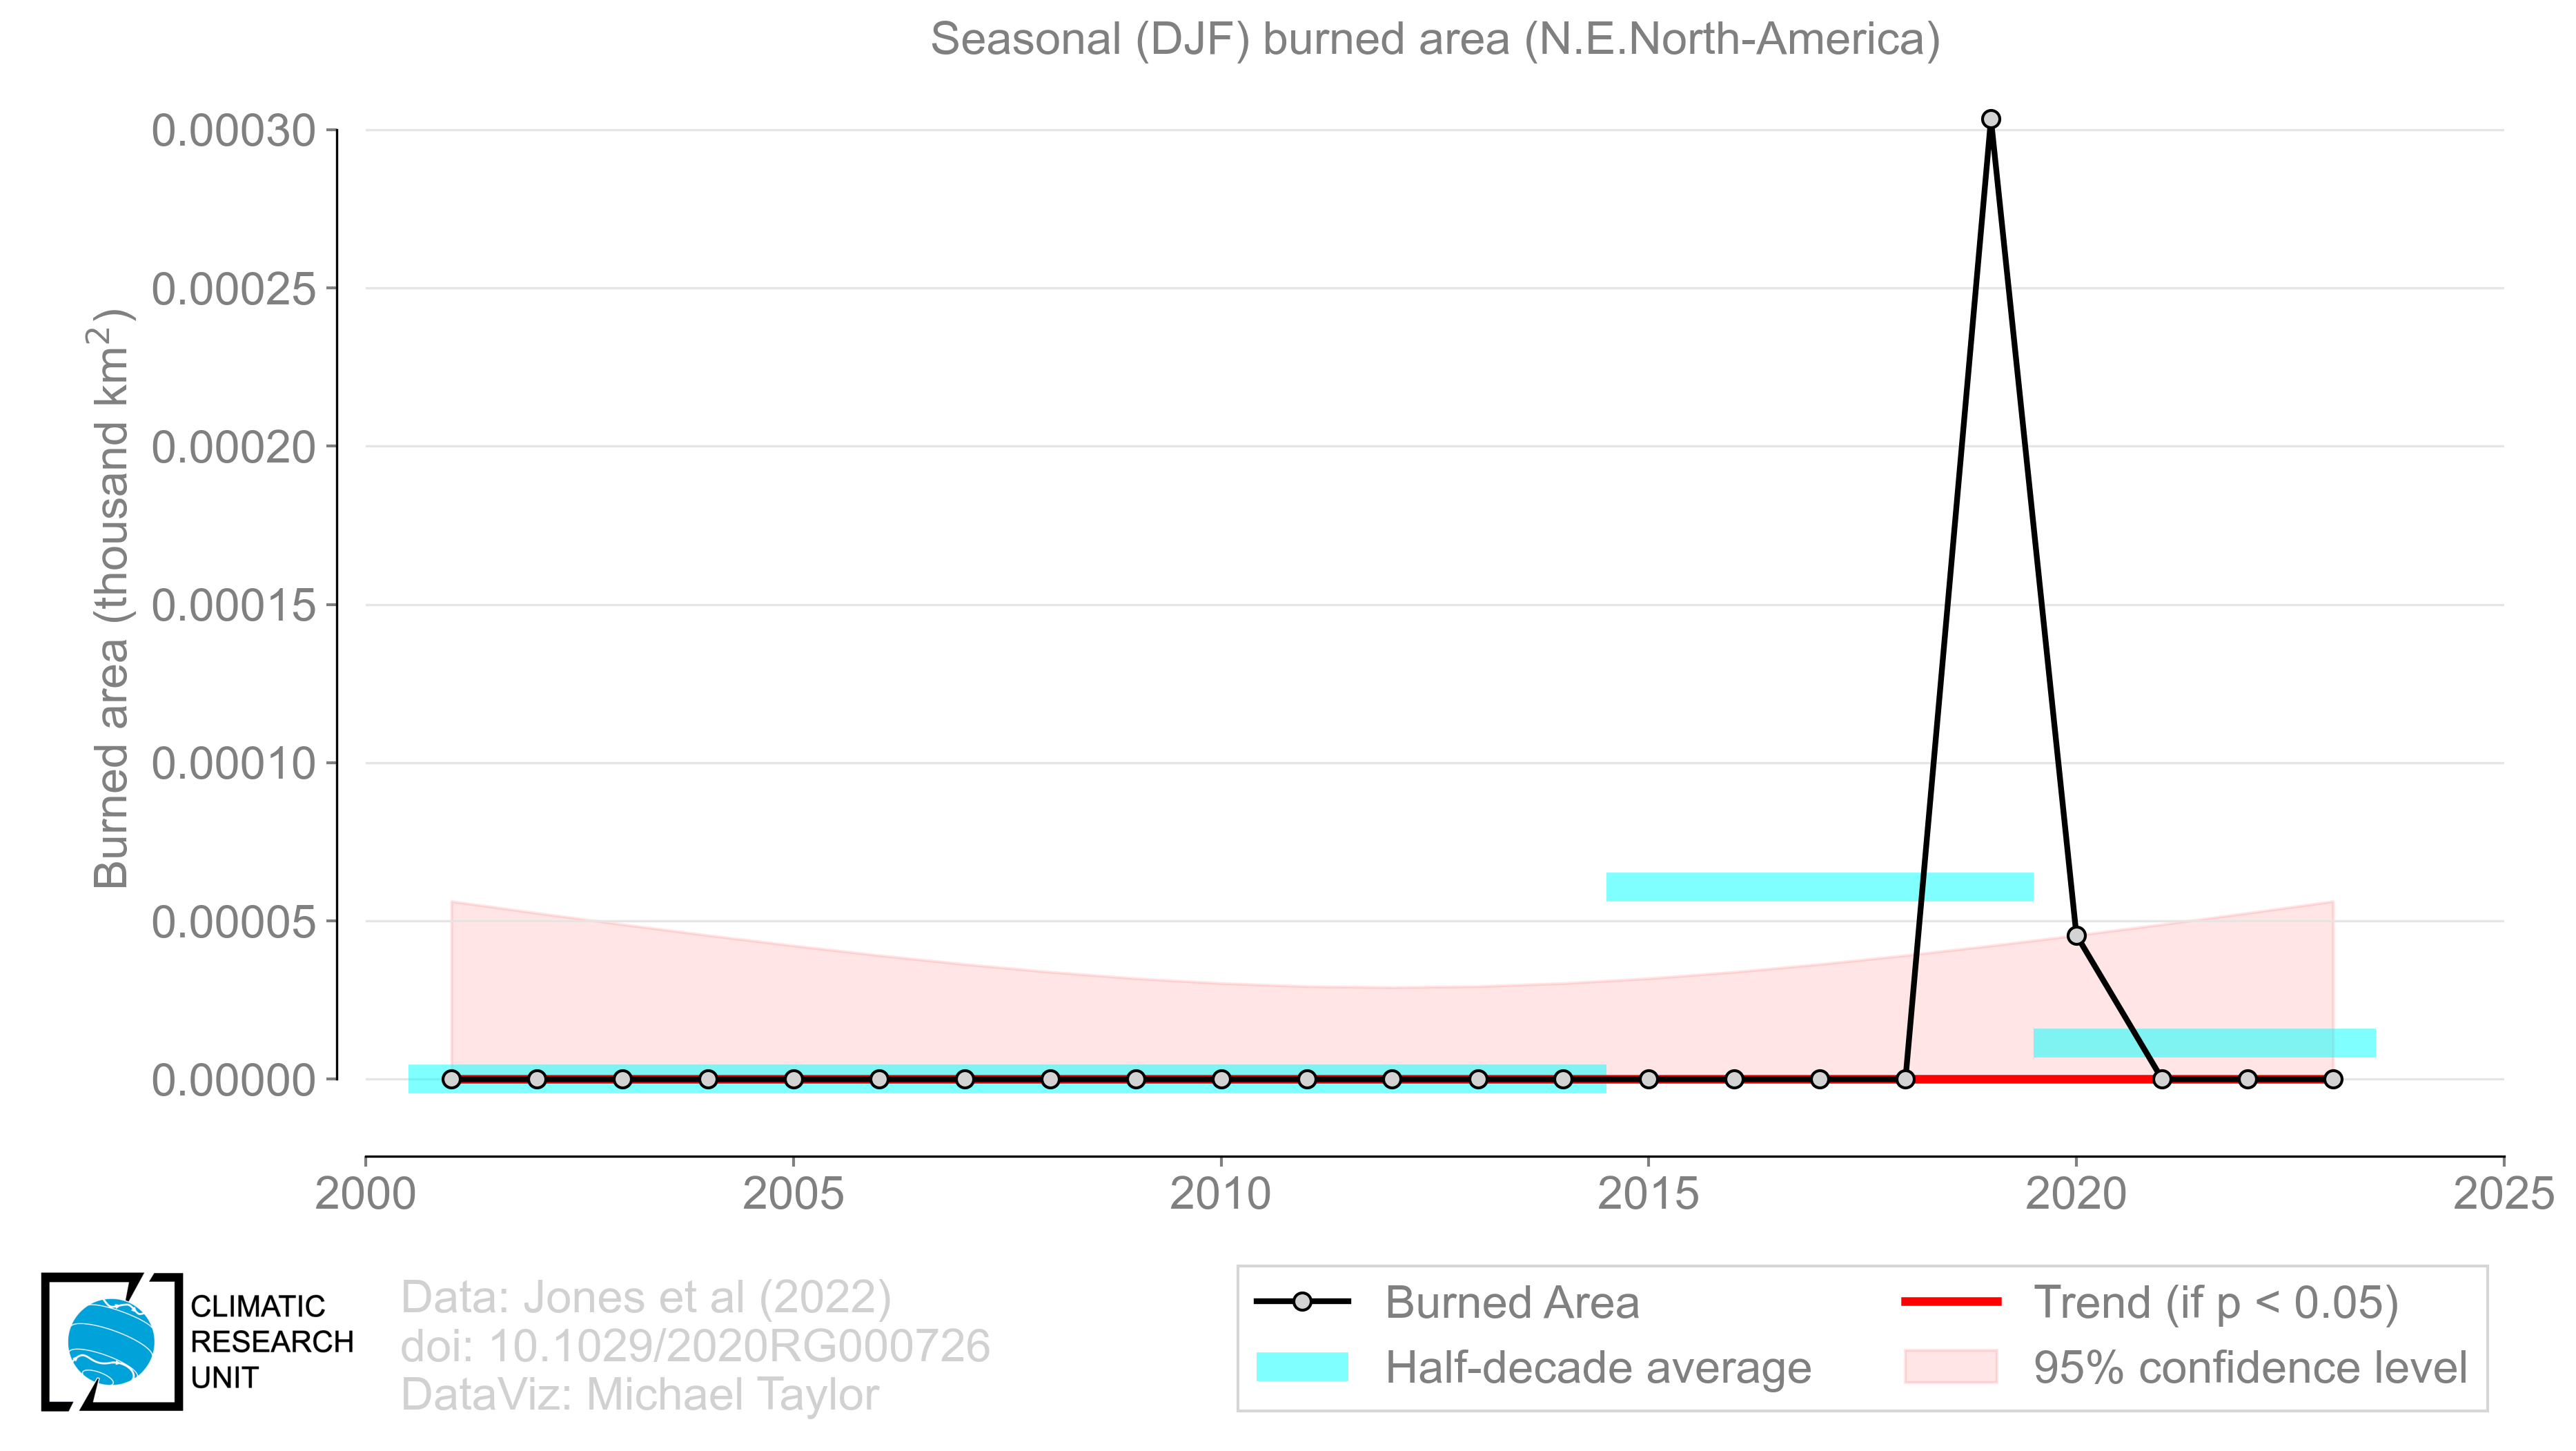 Seasonal (DJF) burned area (N.E.North-America)
Burned area (thousand km²)
0.00030
0.00025
0.00020
0.00015
0.00010
0.00005
0.00000
2000 2005 2010 2015 2020 2025
CLIMATIC
RESEARCH
UNIT
Data: Jones et al (2022)
doi: 10.1029/2020RG000726
DataViz: Michael Taylor
Burned Area
Half-decade average
Trend (if p < 0.05)
95% confidence level